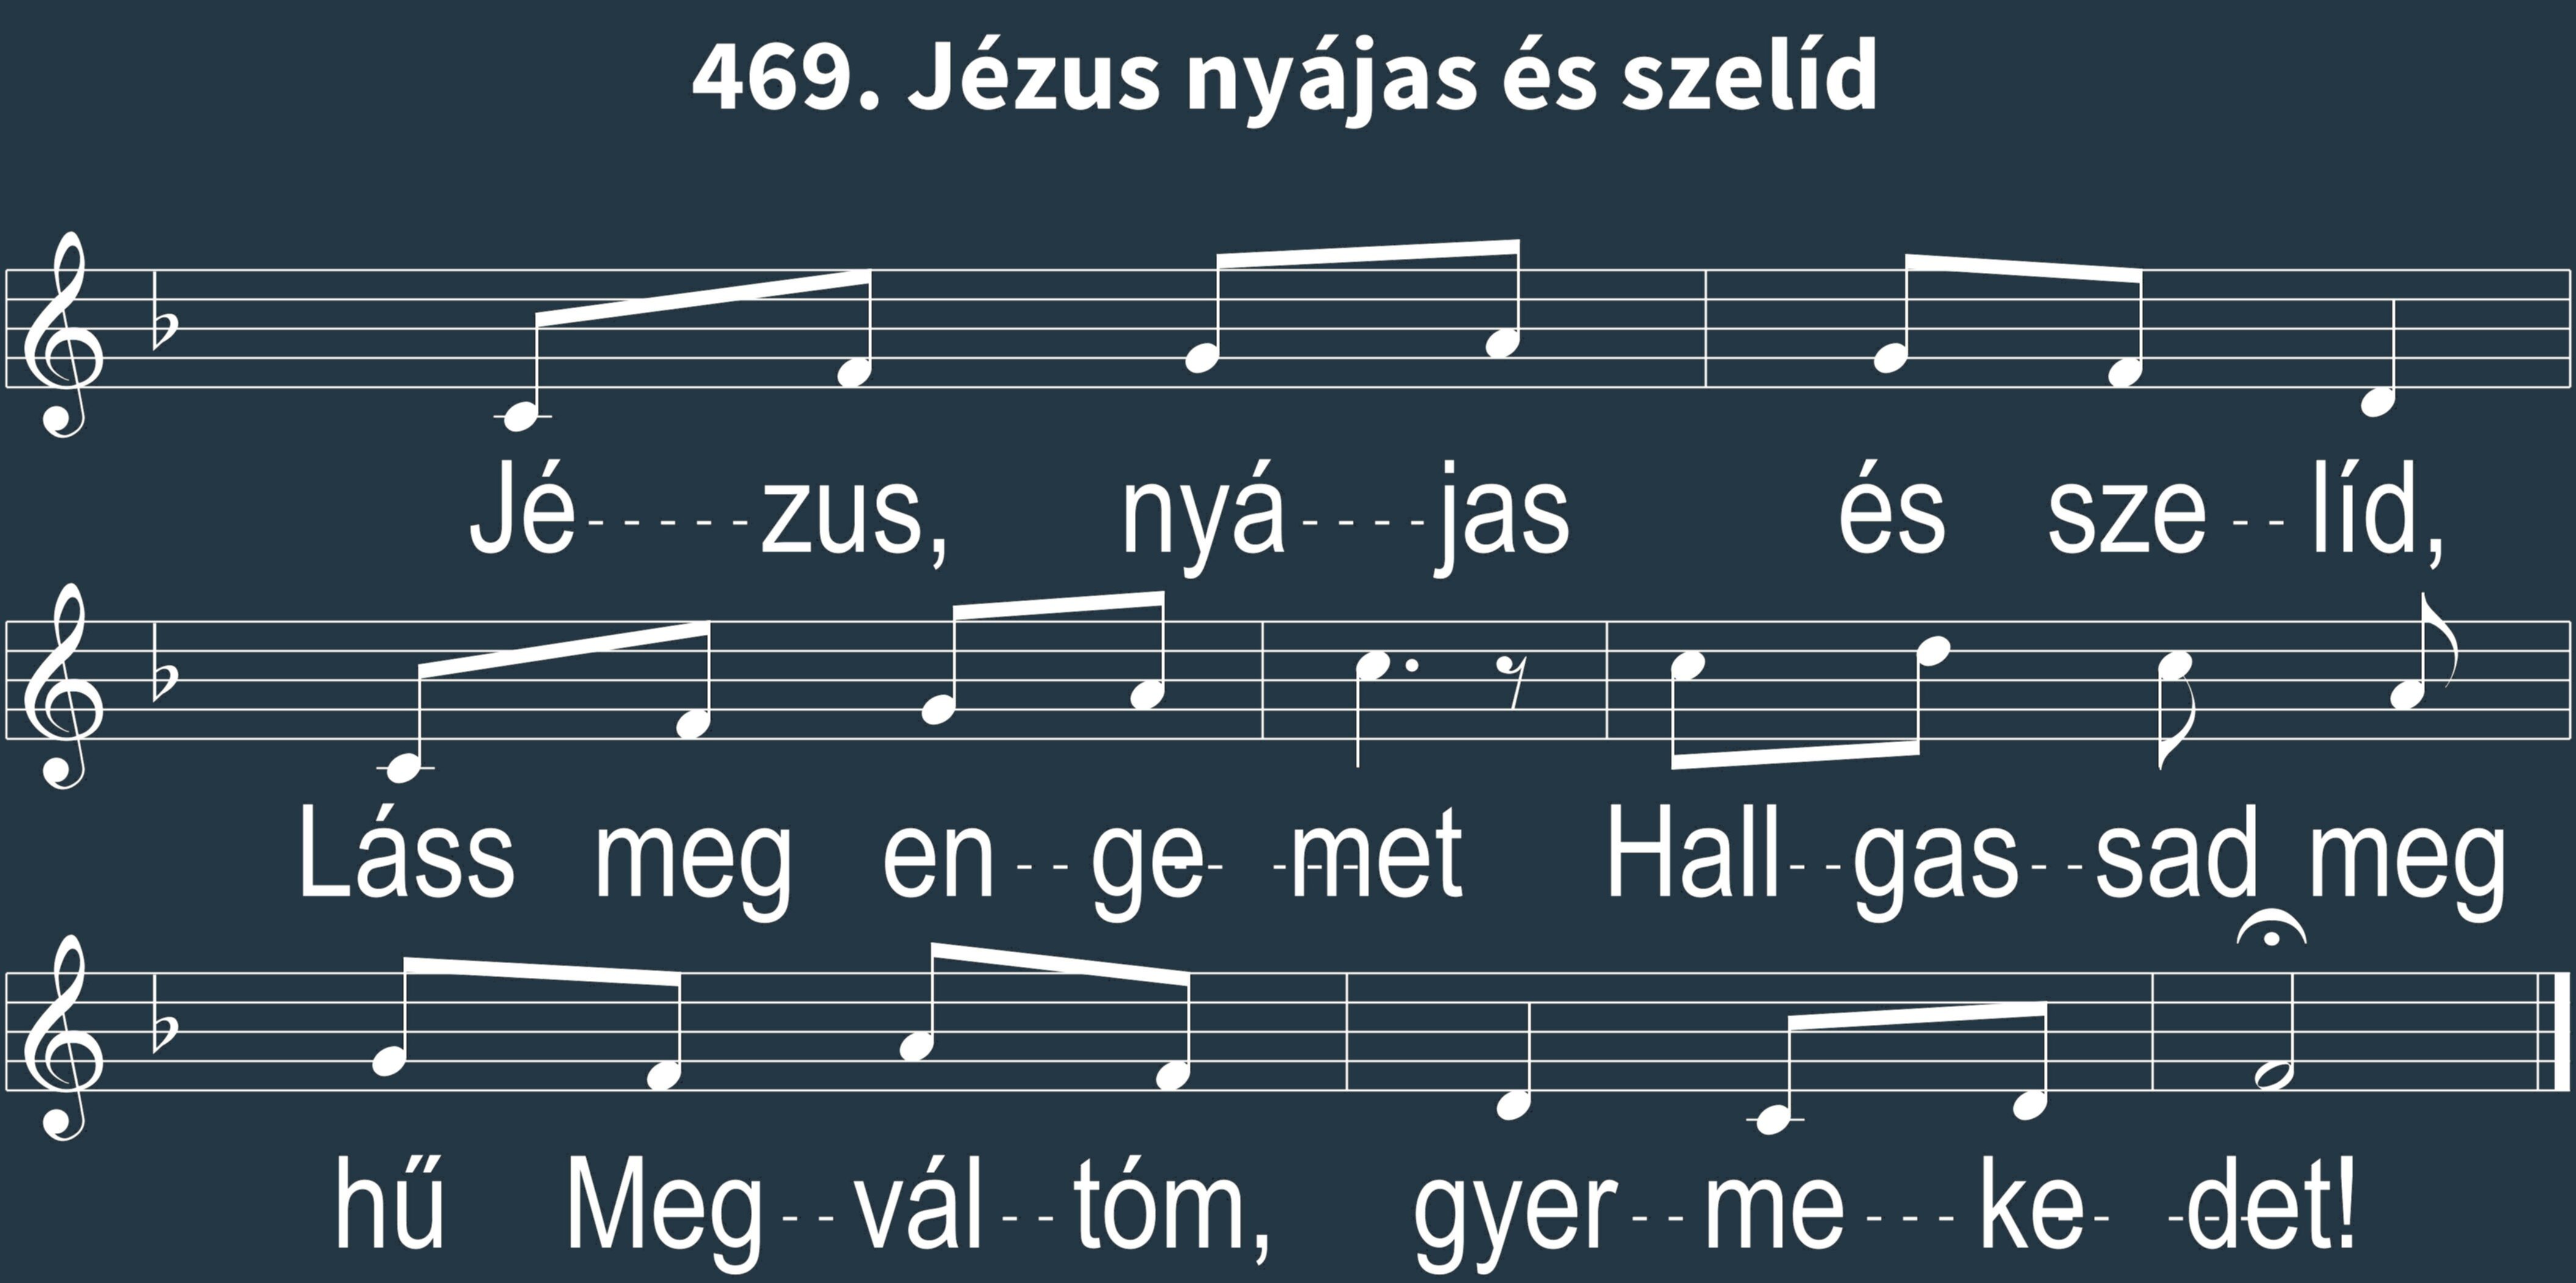 469. Jézus nyájas és szelíd
Jé-----zus, nyá----jas és sze--líd,
Láss meg en--ge- -met Hall--gas--sad meg
hű Meg--vál--tóm, gyer--me---ke- -det!